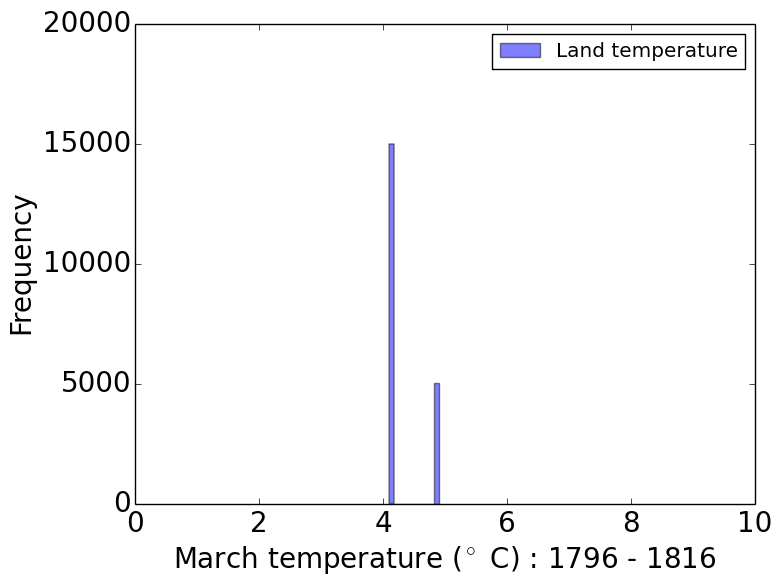 20000
Land temperature
15000
10000
5000
0
Frequency
0 2 4 6 8 10
March temperature (° C) : 1796 - 1816